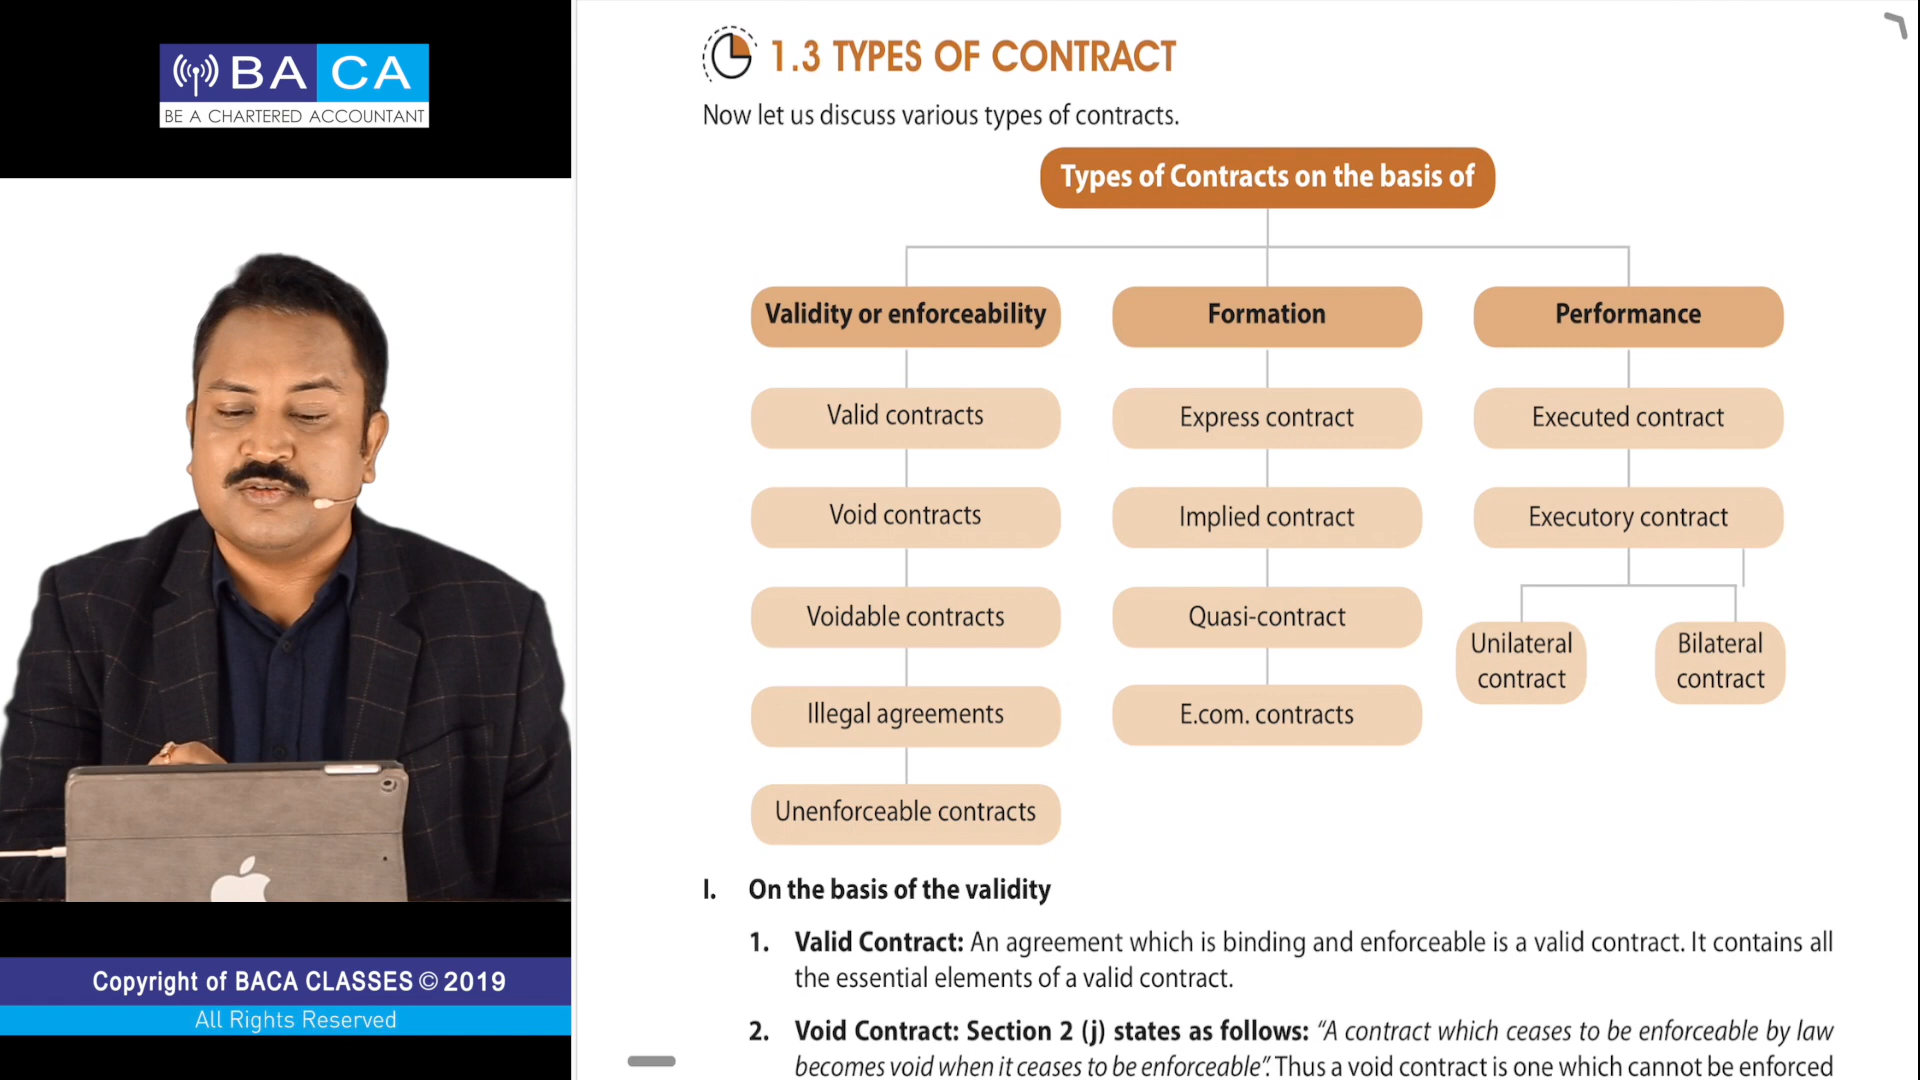 BA CA
BE A CHARTERED ACCOUNTANT
1.3 TYPES OF CONTRACT
Now let us discuss various types of contracts.
Types of Contracts on the basis of
Validity or enforceability
Formation
Performance
Valid contracts
Express contract
Executed contract
Void contracts
Implied contract
Executory contract
Voidable contracts
Quasi-contract
Unilateral
contract
Bilateral
contract
Illegal agreements
E.com. contracts
Unenforceable contracts
I. On the basis of the validity
1. Valid Contract: An agreement which is binding and enforceable is a valid contract. It contains all
the essential elements of a valid contract.
2. Void Contract: Section 2 (j) states as follows: “A contract which ceases to be enforceable by law
becomes void when it ceases to be enforceable”. Thus a void contract is one which cannot be enforced
Copyright of BACA CLASSES © 2019
All Rights Reserved